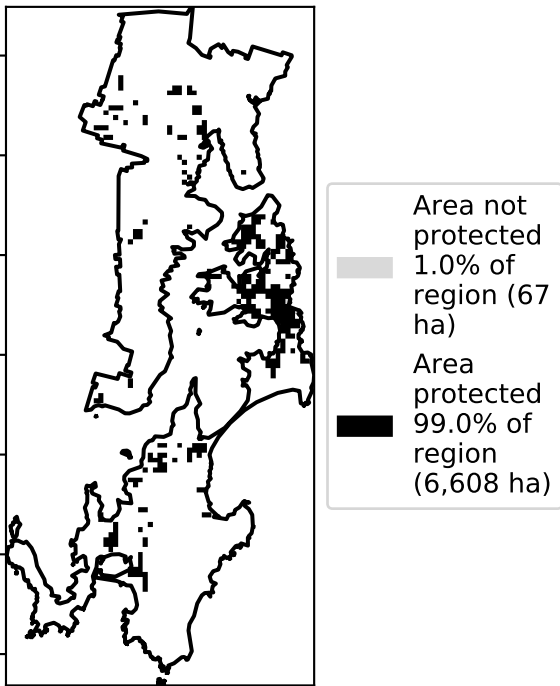 Area not
protected
1.0% of
region (67
ha)
Area
protected
99.0% of
region
(6,608 ha)